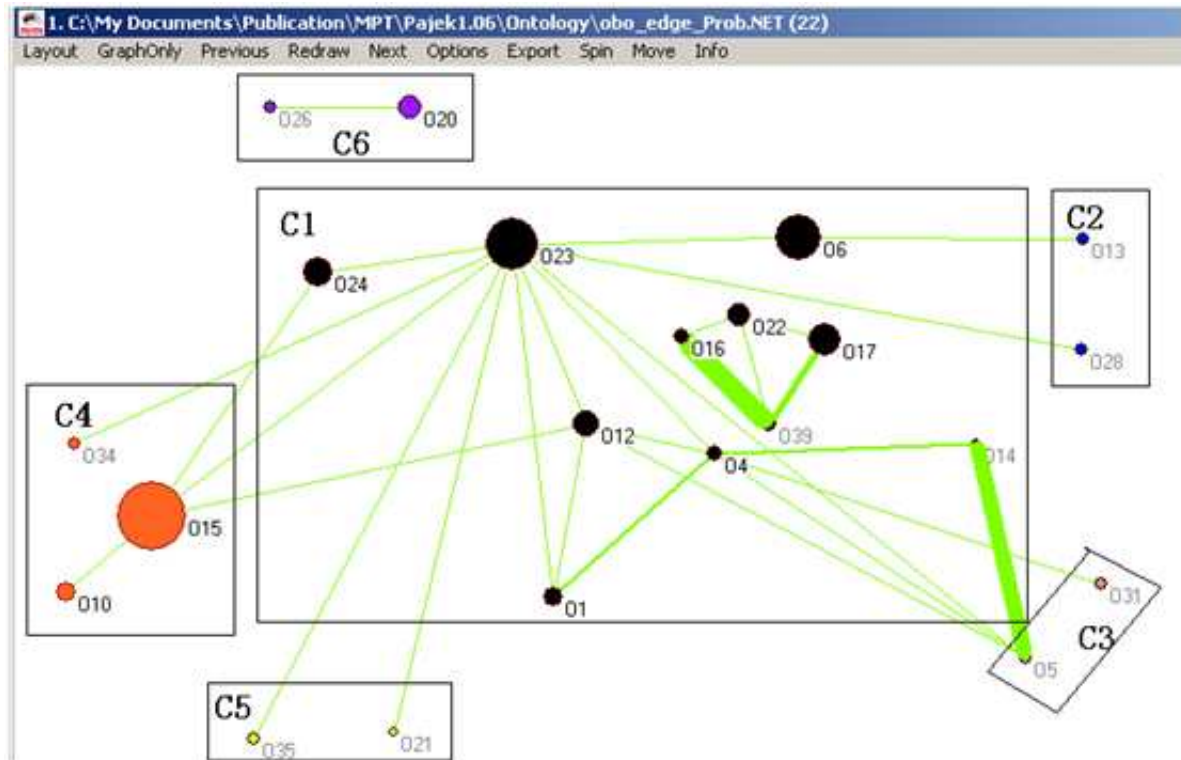 1. C:\My Documents\Publication\MPT\Pajek1.06\Ontology\obo_edge_Prob.NET (22)
Layout GraphOnly Previous Redraw Next Options Export Spin Move Info
O26
O20
C6
C1
C2
O23
O6
O13
O24
O22
O16
O17
O28
C4
O34
O12
O39
O4
O14
O15
O10
O1
O31
C3
O5
C5
O35
O21